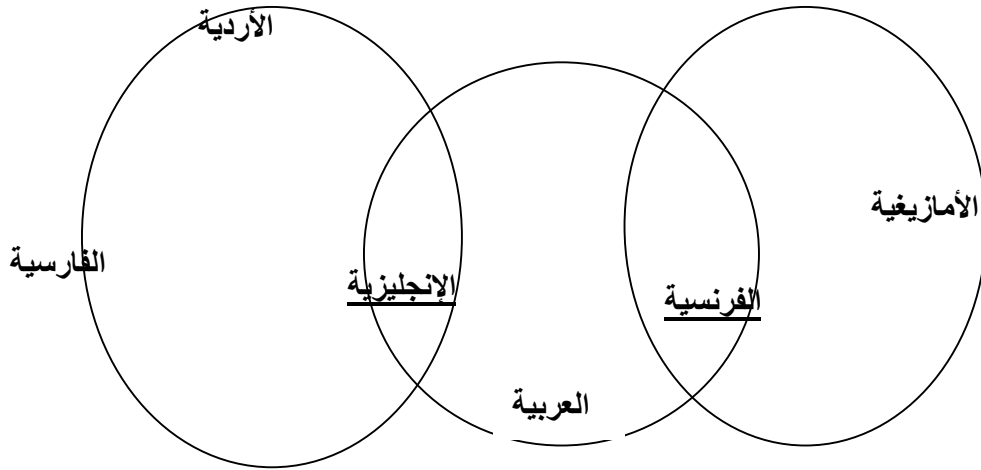 الأردية
الأمازيغية
الفارسية
الإنجليزية
الفرنسية
العربية